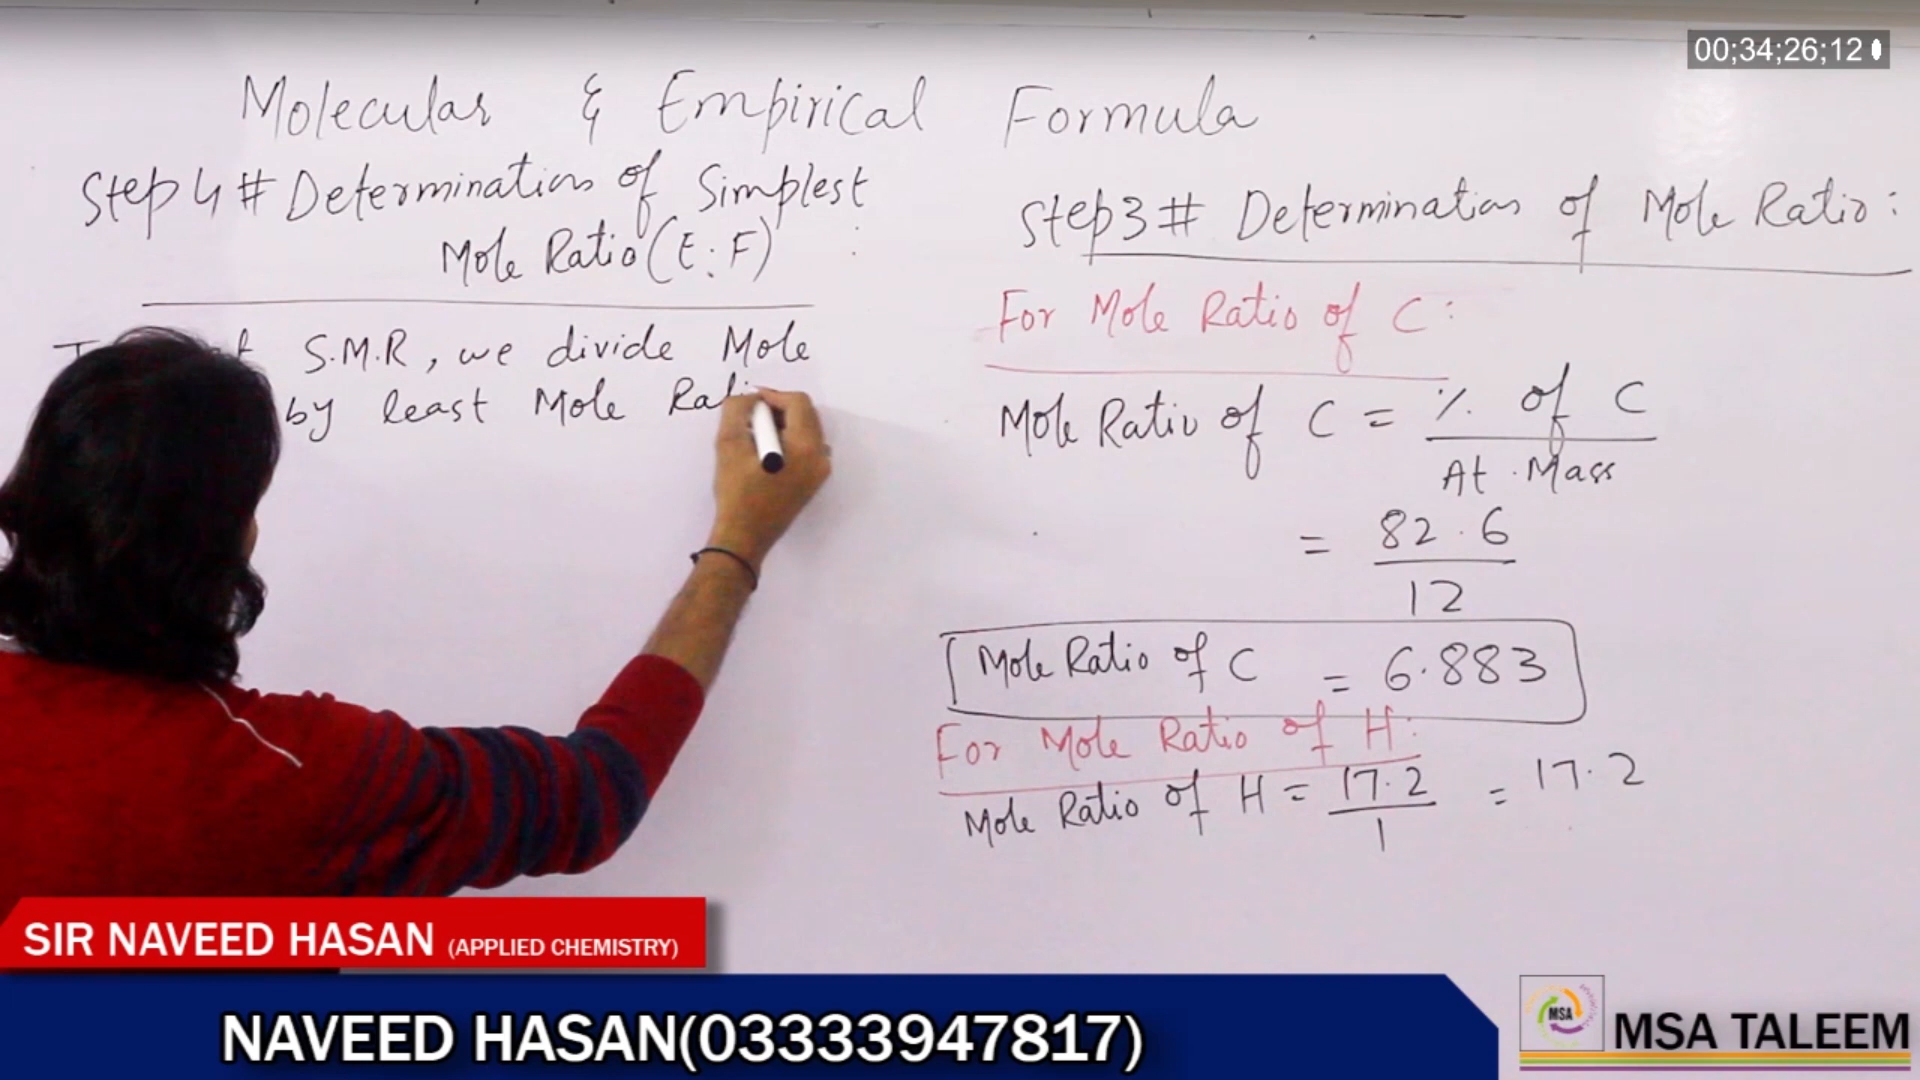 00;34;26;12
Molecular & Empirical Formula
Step 4 # Determination of Simplest
Mole Ratio (E.F) :
S.M.R, we divide Mole
by least Mole Rati
Step3 # Determination of Mole Ratio :
For Mole Ratio of C :
Mole Ratio of C = % of C
At. Mass
= 82.6
12
Mole Ratio of C = 6.883
For Mole Ratio of H :
Mole Ratio of H = 17.2 = 17.2
1
SIR NAVEED HASAN (APPLIED CHEMISTRY)
NAVEED HASAN(03333947817)
MSA
MSA TALEEM